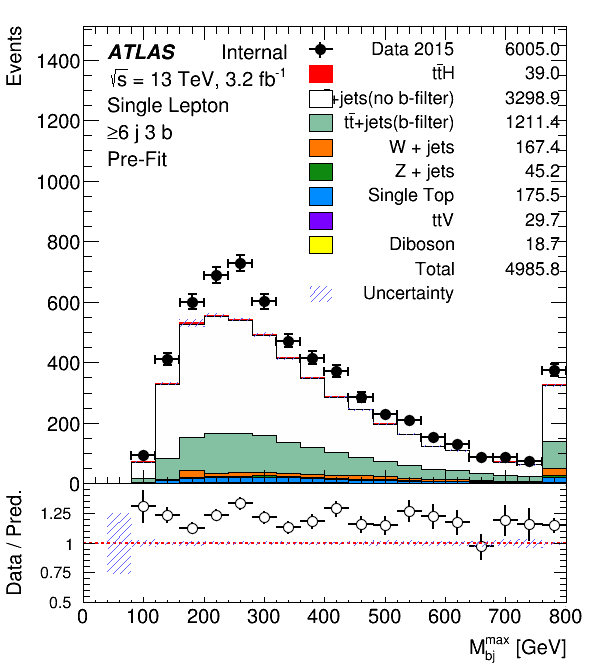 Events
ATLAS Internal
√s = 13 TeV, 3.2 fb⁻¹
Single Lepton
≥6 j 3 b
Pre-Fit
Data 2015 6005.0
tt̄H 39.0
+jets(no b-filter) 3298.9
tt̄+jets(b-filter) 1211.4
W + jets 167.4
Z + jets 45.2
Single Top 175.5
ttV 29.7
Diboson 18.7
Total 4985.8
Uncertainty
1400
1200
1000
800
600
400
200
0
Data / Pred.
1.25
1
0.75
0.5
0 100 200 300 400 500 600 700 800
M_bj^max [GeV]